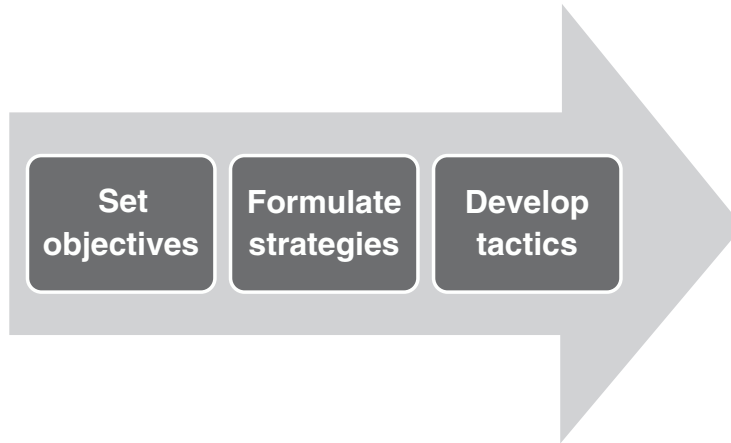 Set
objectives
Formulate
strategies
Develop
tactics